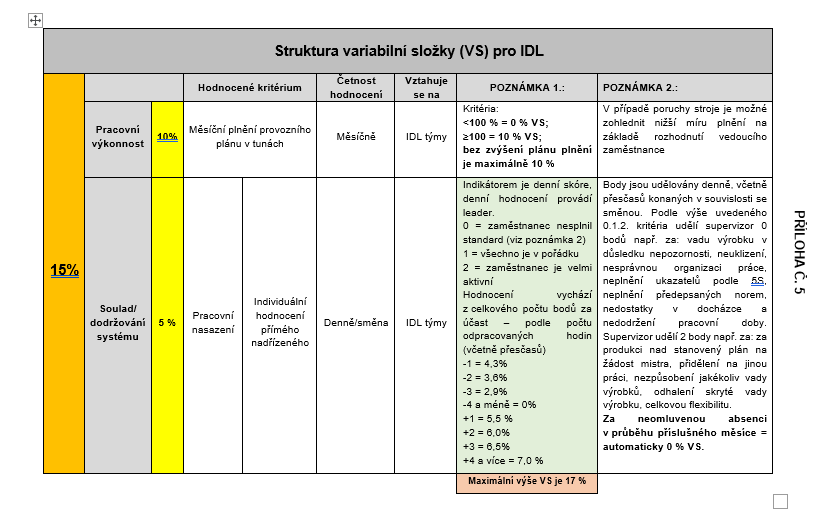 Struktura variabilní složky (VS) pro IDL
Hodnocené kritérium
Četnost
hodnocení
Vztahuje
se na
POZNÁMKA 1.:
POZNÁMKA 2.:
15%
Pracovní
výkonnost
10%
Měsíční plnění provozního
plánu v tunách
Měsíčně
IDL týmy
Kritéria:
<100 % = 0 % VS;
≥100 = 10 % VS;
bez zvýšení plánu plnění
je maximálně 10 %
V případě poruchy stroje je možné
zohlednit nižší míru plnění na
základě rozhodnutí vedoucího
zaměstnance
Soulad/
dodržování
systému
5 %
Pracovní
nasazení
Individuální
hodnocení
přímého
nadřízeného
Denně/směna
IDL týmy
Indikátorem je denní skóre,
denní hodnocení provádí
leader.
0 = zaměstnanec nesplnil
standard (viz poznámka 2)
1 = všechno je v pořádku
2 = zaměstnanec je velmi
aktivní
Hodnocení vychází
z celkového počtu bodů za
účast – podle počtu
odpracovaných hodin
(včetně přesčasů)
-1 = 4,3%
-2 = 3,6%
-3 = 2,9%
-4 a méně = 0%
+1 = 5,5 %
+2 = 6,0%
+3 = 6,5%
+4 a více = 7,0 %
Body jsou udělovány denně, včetně
přesčasů konaných v souvislosti se
směnou. Podle výše uvedeného
0.1.2. kritéria udělí supervizor 0
bodů např. za: vadu výrobku v
důsledku nepozornosti, neuklizení,
nesprávnou organizaci práce,
neplnění ukazatelů podle 5S,
neplnění předepsaných norem,
nedostatky v docházce a
nedodržení pracovní doby.
Supervizor udělí 2 body např. za: za
produkci nad stanovený plán na
žádost mistra, přidělení na jinou
práci, nezpůsobení jakékoliv vady
výrobků, odhalení skryté vady
výrobku, celkovou flexibilitu.
Za neomluvenou absenci
v průběhu příslušného měsíce =
automaticky 0 % VS.
Maximální výše VS je 17 %
PŘÍLOHA Č. 5